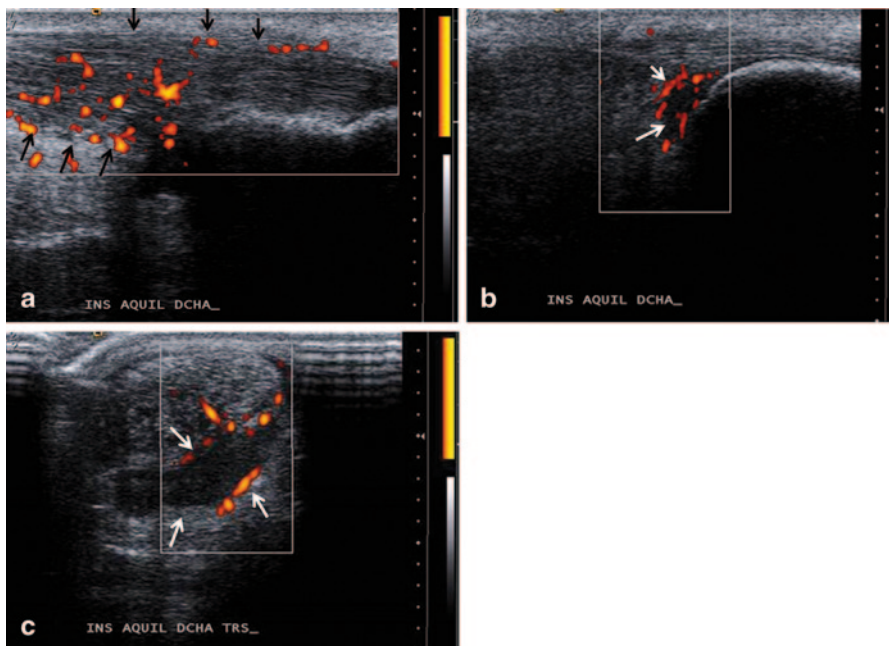 a
INS AQUIL DCHA_
b
INS AQUIL DCHA_
c
INS AQUIL DCHA TRS_